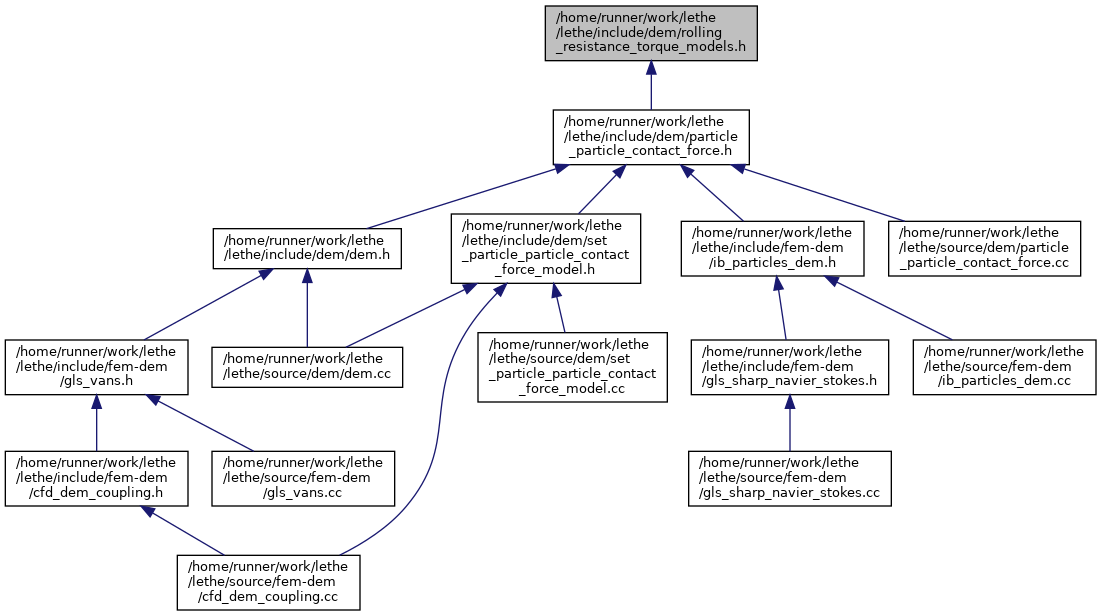 /home/runner/work/lethe
/lethe/include/dem/rolling
_resistance_torque_models.h
/home/runner/work/lethe
/lethe/include/dem/particle
_particle_contact_force.h
/home/runner/work/lethe
/lethe/include/dem/dem.h
/home/runner/work/lethe
/lethe/include/dem/set
_particle_particle_contact
_force_model.h
/home/runner/work/lethe
/lethe/include/fem-dem
/ib_particles_dem.h
/home/runner/work/lethe
/lethe/source/dem/particle
_particle_contact_force.cc
/home/runner/work/lethe
/lethe/include/fem-dem
/gls_vans.h
/home/runner/work/lethe
/lethe/source/dem/dem.cc
/home/runner/work/lethe
/lethe/source/dem/set
_particle_particle_contact
_force_model.cc
/home/runner/work/lethe
/lethe/include/fem-dem
/gls_sharp_navier_stokes.h
/home/runner/work/lethe
/lethe/source/fem-dem
/ib_particles_dem.cc
/home/runner/work/lethe
/lethe/include/fem-dem
/cfd_dem_coupling.h
/home/runner/work/lethe
/lethe/source/fem-dem
/gls_vans.cc
/home/runner/work/lethe
/lethe/source/fem-dem
/gls_sharp_navier_stokes.cc
/home/runner/work/lethe
/lethe/source/fem-dem
/cfd_dem_coupling.cc